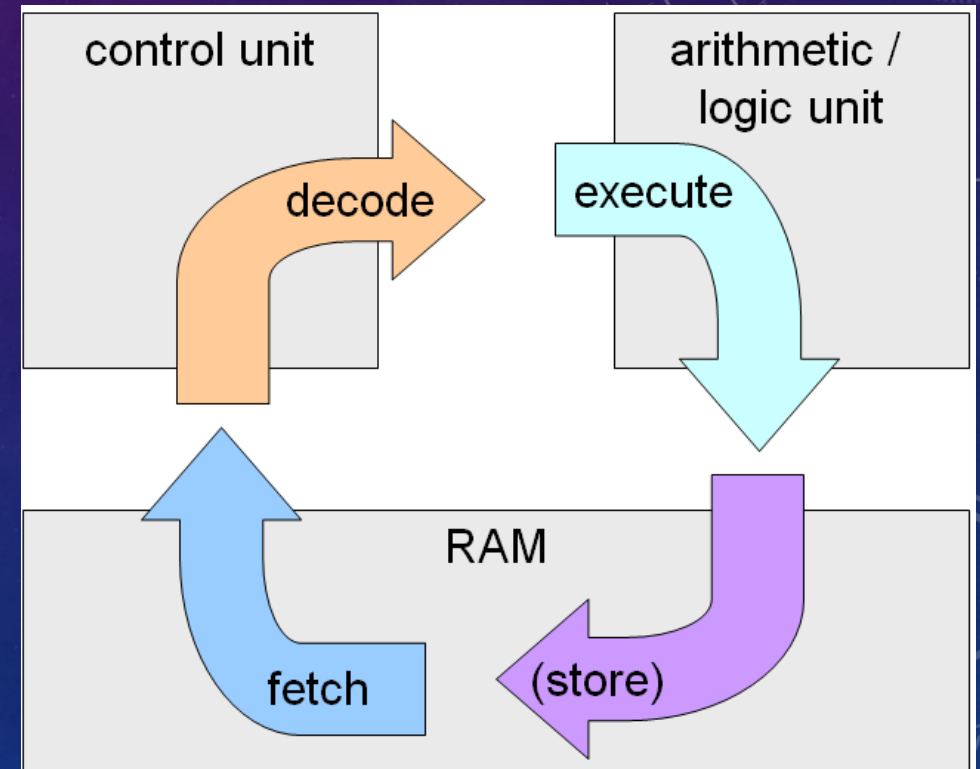 control unit
arithmetic /
logic unit
decode
execute
RAM
fetch
(store)